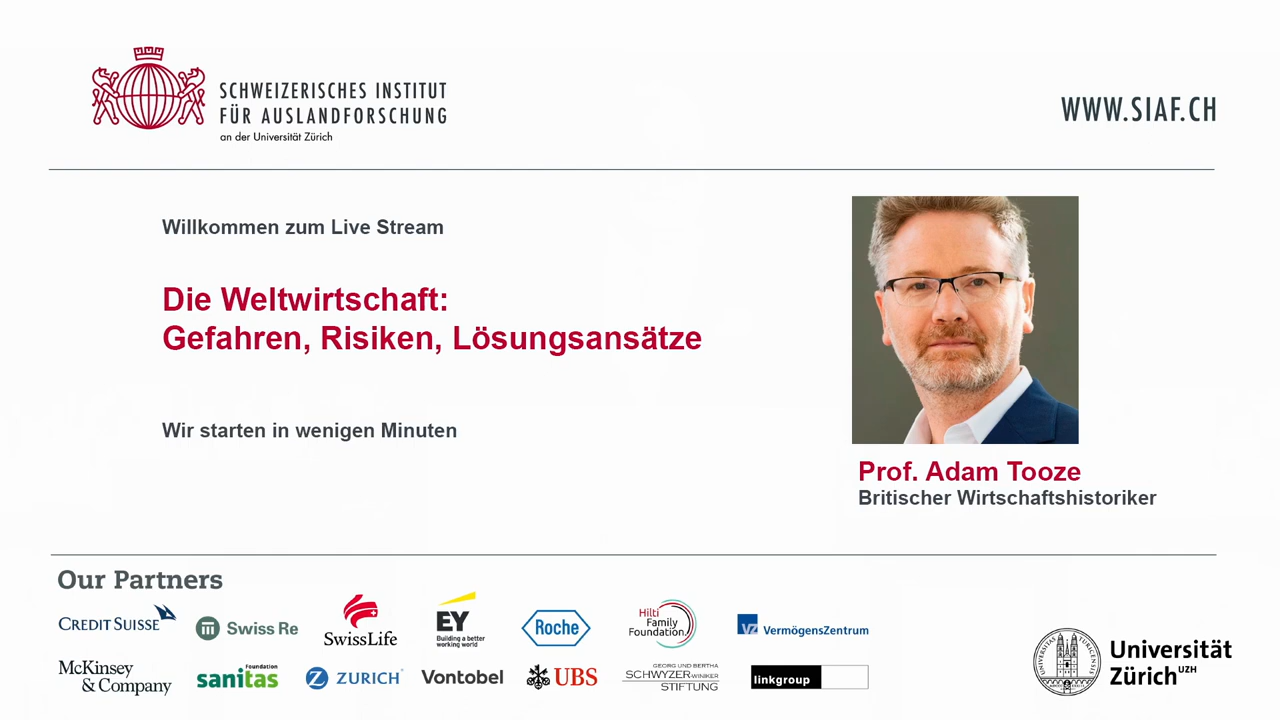 SCHWEIZERISCHES INSTITUT
FÜR AUSLANDFORSCHUNG
an der Universität Zürich
WWW.SIAF.CH
Willkommen zum Live Stream
Die Weltwirtschaft:
Gefahren, Risiken, Lösungsansätze
Wir starten in wenigen Minuten
Prof. Adam Tooze
Britischer Wirtschaftshistoriker
Our Partners
CREDIT SUISSE
Swiss Re
SwissLife
EY
Building a better
working world
Roche
Hilti
Family
Foundation
VZ VermögensZentrum
McKinsey
& Company
Foundation
sanitas
Z ZURICH
Vontobel
UBS
GEORG UND BERTHA
SCHWYZER-WINIKER
STIFTUNG
linkgroup
Universität
Zürich UZH